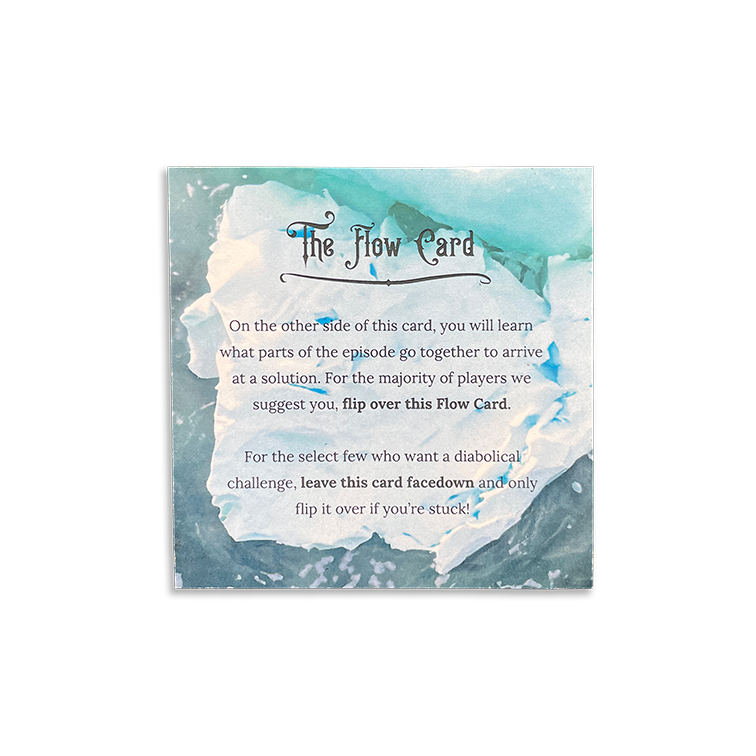 The Flow Card
On the other side of this card, you will learn
what parts of the episode go together to arrive
at a solution. For the majority of players we
suggest you, flip over this Flow Card.
For the select few who want a diabolical
challenge, leave this card facedown and only
flip it over if you're stuck!